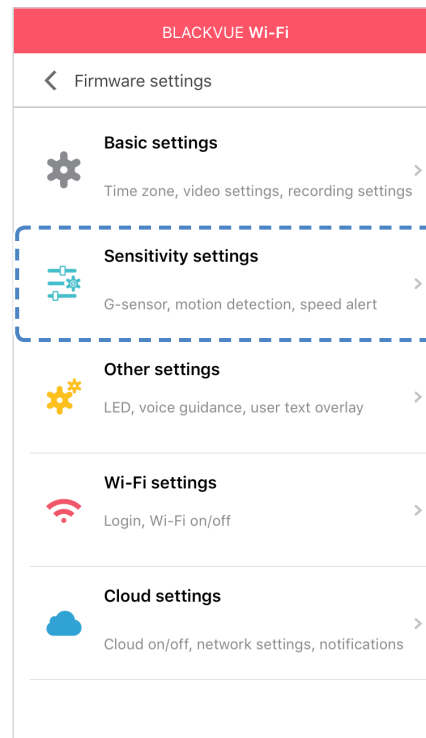 BLACKVUE Wi-Fi
Firmware settings
Basic settings
Time zone, video settings, recording settings
Sensitivity settings
G-sensor, motion detection, speed alert
Other settings
LED, voice guidance, user text overlay
Wi-Fi settings
Login, Wi-Fi on/off
Cloud settings
Cloud on/off, network settings, notifications